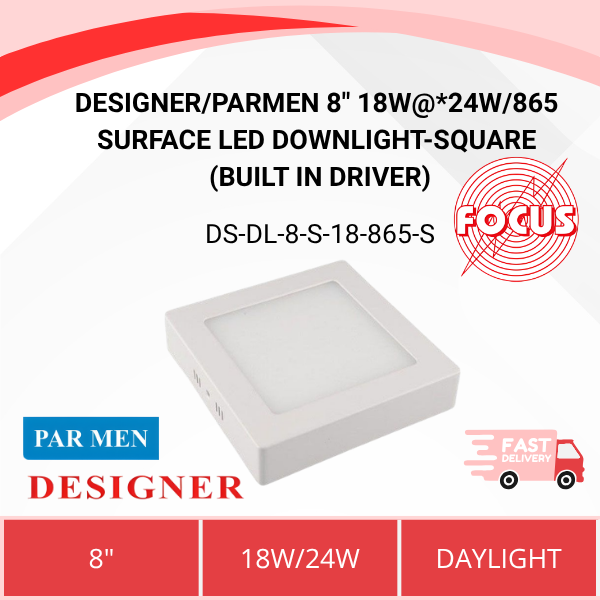 DESIGNER/PARMEN 8" 18W@*24W/865
SURFACE LED DOWNLIGHT-SQUARE
(BUILT IN DRIVER)
DS-DL-8-S-18-865-S
FOCUS
PAR MEN
DESIGNER
FAST
DELIVERY
8"
18W/24W
DAYLIGHT